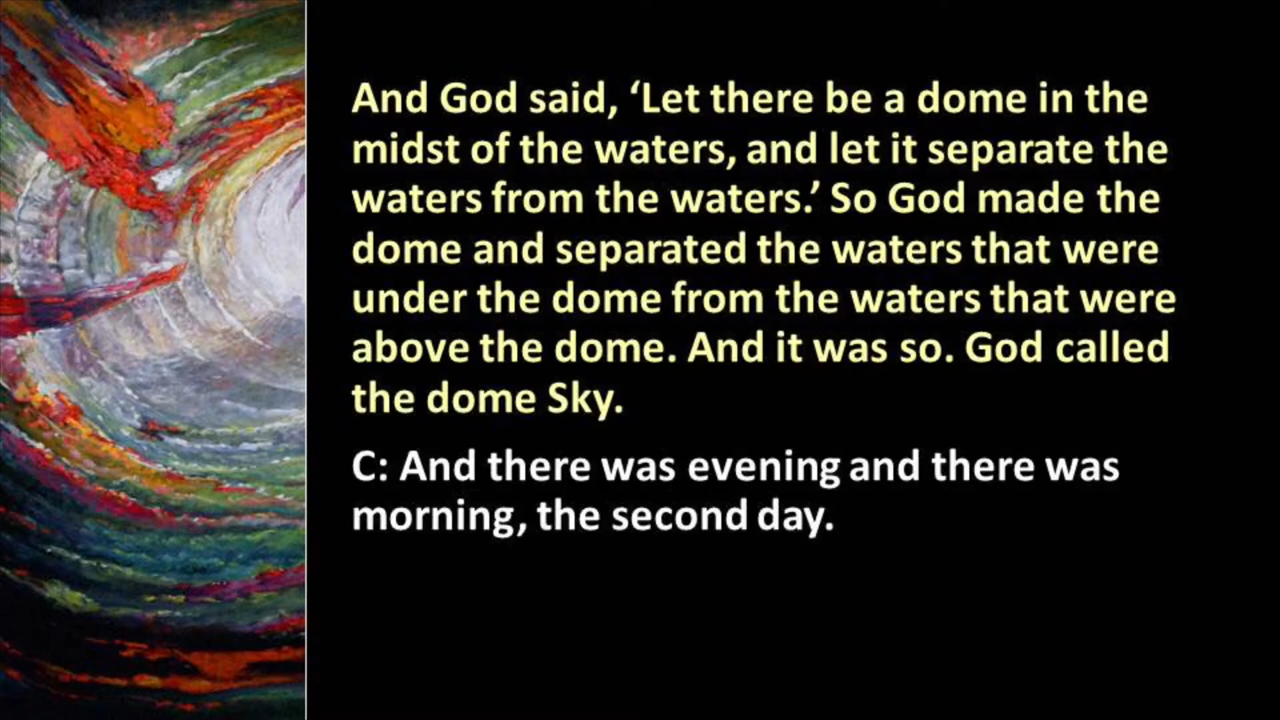 And God said, ‘Let there be a dome in the
midst of the waters, and let it separate the
waters from the waters.’ So God made the
dome and separated the waters that were
under the dome from the waters that were
above the dome. And it was so. God called
the dome Sky.
C: And there was evening and there was
morning, the second day.